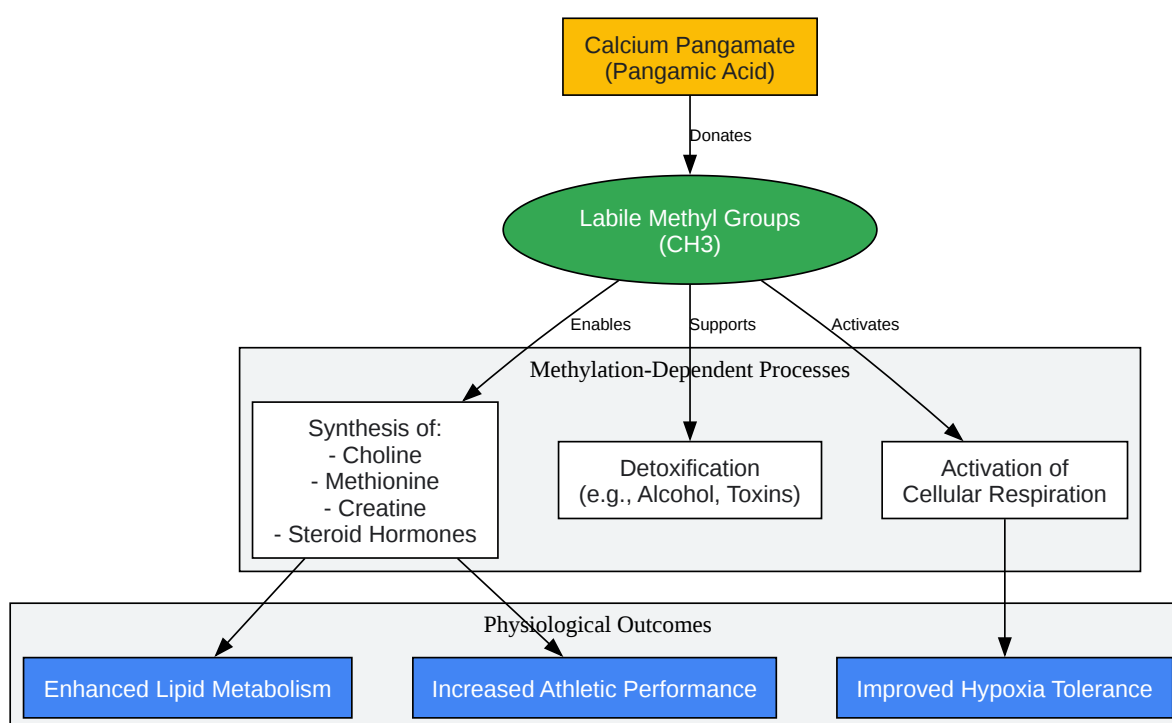 Calcium Pangamate
(Pangamic Acid)
Donates
Labile Methyl Groups
(CH3)
Enables
Supports
Activates
Methylation-Dependent Processes
Synthesis of:
- Choline
- Methionine
- Creatine
- Steroid Hormones
Detoxification
(e.g., Alcohol, Toxins)
Activation of
Cellular Respiration
Physiological Outcomes
Enhanced Lipid Metabolism
Increased Athletic Performance
Improved Hypoxia Tolerance